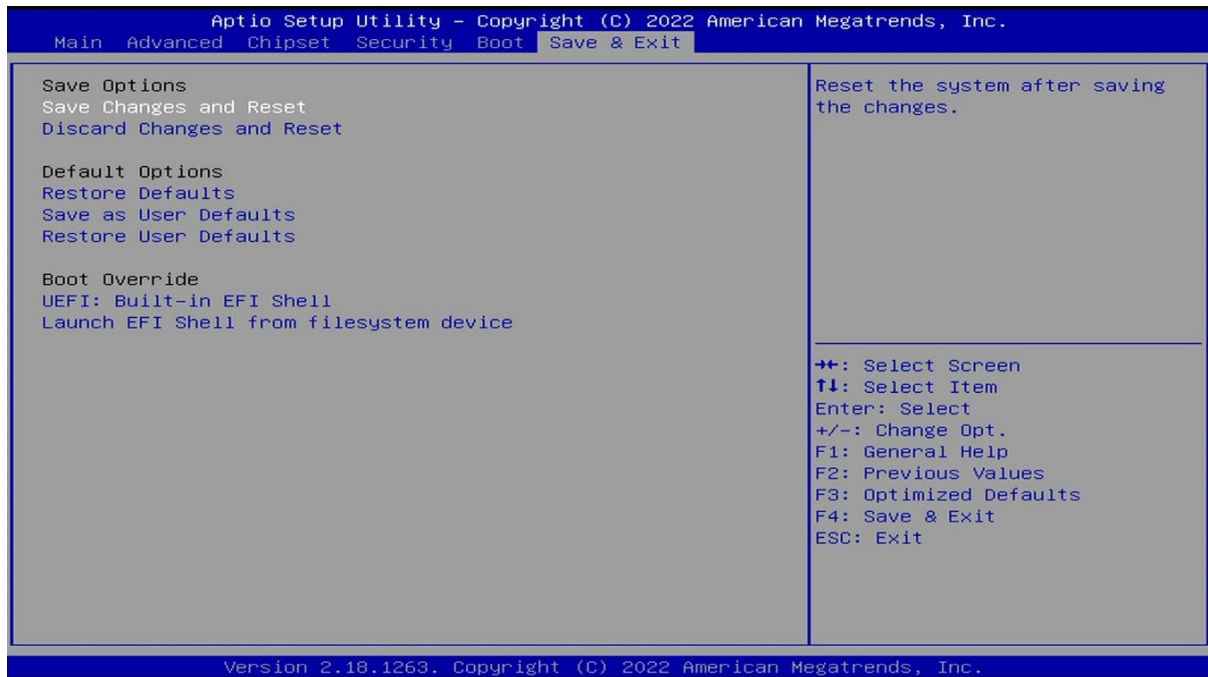 Aptio Setup Utility – Copyright (C) 2022 American Megatrends, Inc.
Main Advanced Chipset Security Boot Save & Exit
Save Options
Save Changes and Reset
Discard Changes and Reset
Default Options
Restore Defaults
Save as User Defaults
Restore User Defaults
Boot Override
UEFI: Built-in EFI Shell
Launch EFI Shell from filesystem device
Reset the system after saving
the changes.
→←: Select Screen
↑↓: Select Item
Enter: Select
+/-: Change Opt.
F1: General Help
F2: Previous Values
F3: Optimized Defaults
F4: Save & Exit
ESC: Exit
Version 2.18.1263. Copyright (C) 2022 American Megatrends, Inc.